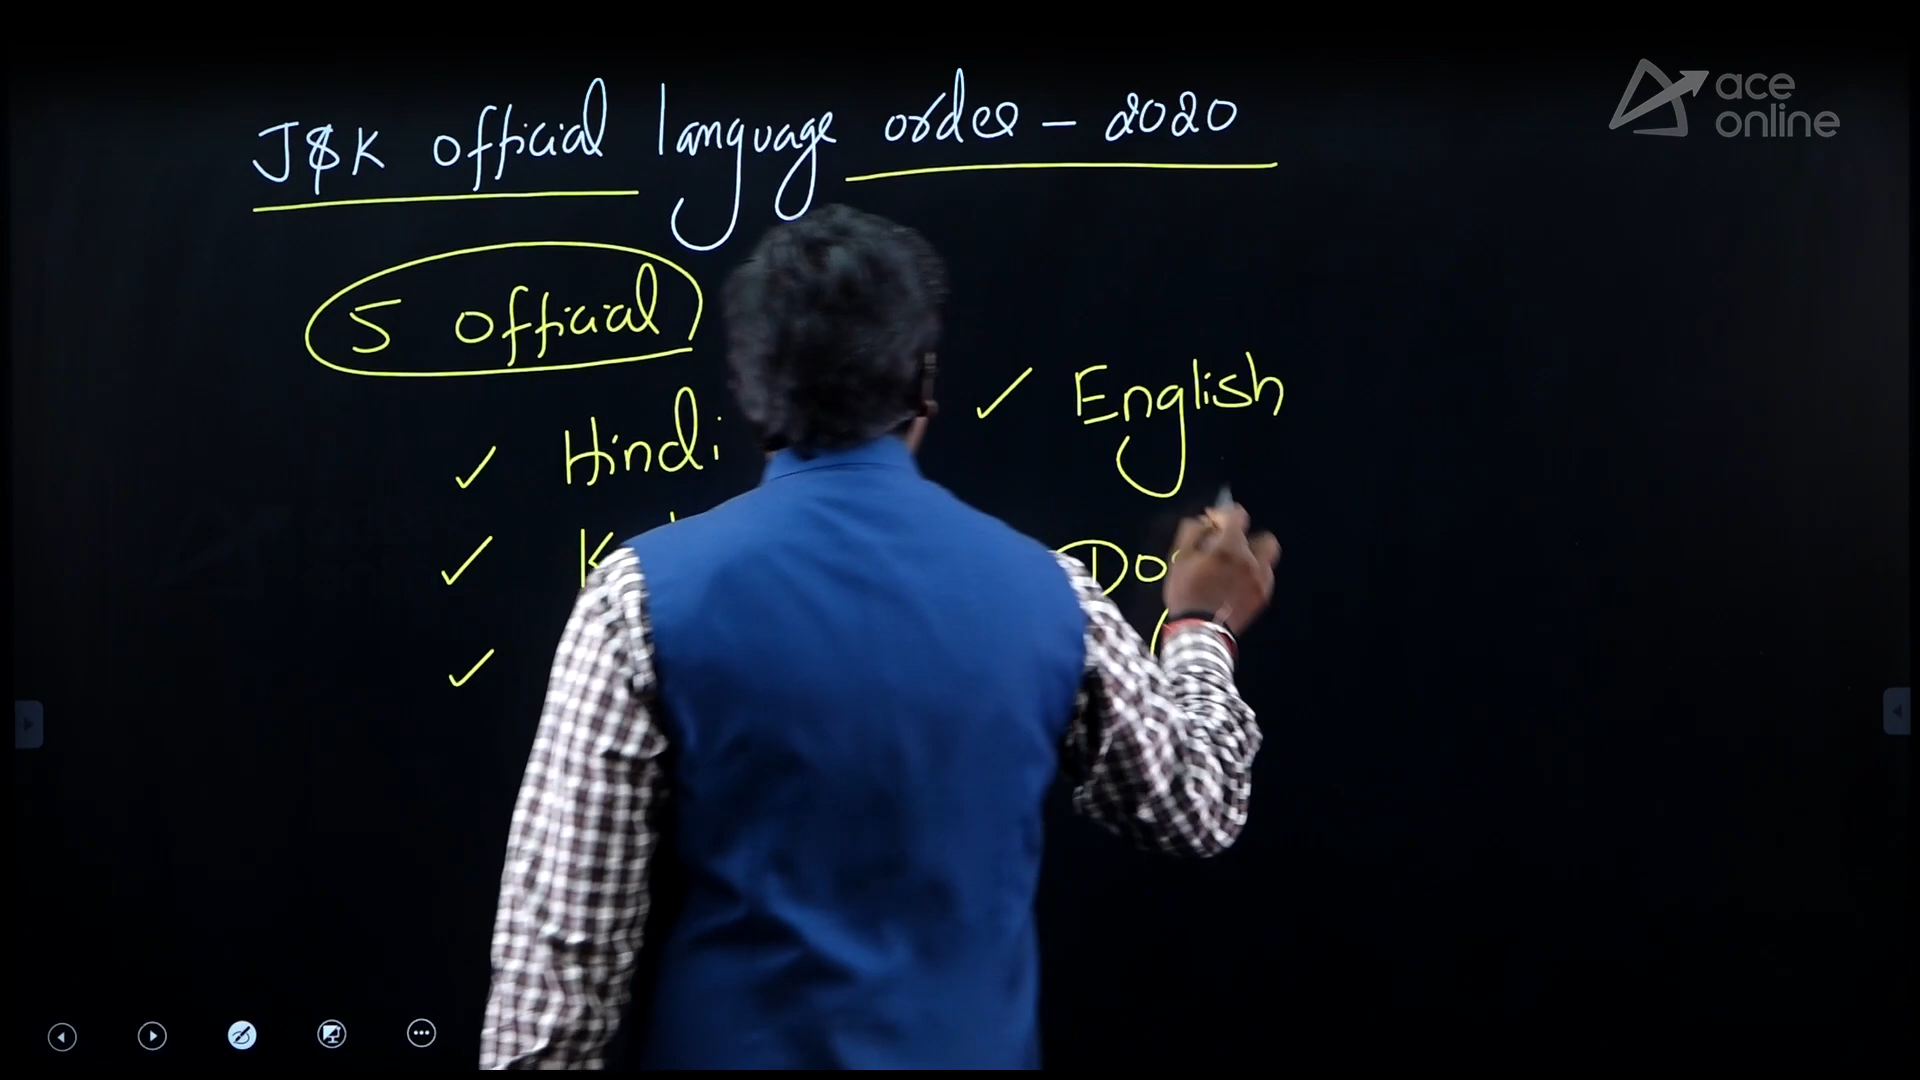 ace
online
J&K official language order - 2020
5 official
✓ Hindi
✓ English
✓
✓